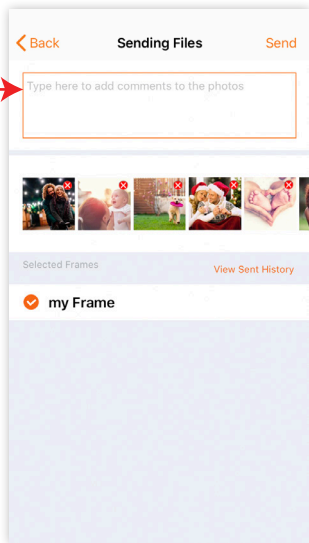 Back Sending Files Send
Type here to add comments to the photos
Selected Frames
View Sent History
my Frame